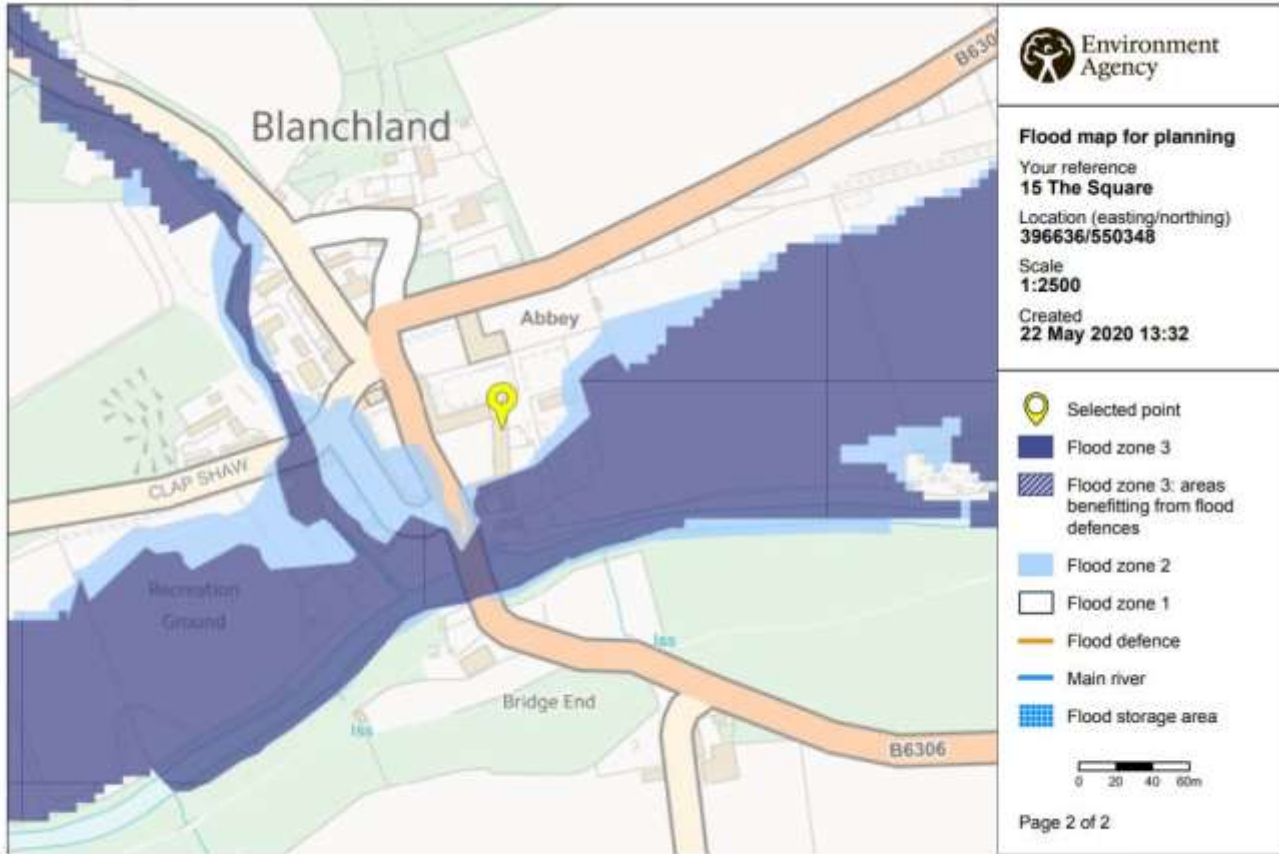 B6306
Blanchland
Abbey
CLAP SHAW
Recreation
Ground
Iss
Bridge End
Iss
B6306
Environment
Agency
Flood map for planning
Your reference
15 The Square
Location (easting/northing)
396636/550348
Scale
1:2500
Created
22 May 2020 13:32
Selected point
Flood zone 3
Flood zone 3: areas
benefitting from flood
defences
Flood zone 2
Flood zone 1
Flood defence
Main river
Flood storage area
0 20 40 60m
Page 2 of 2